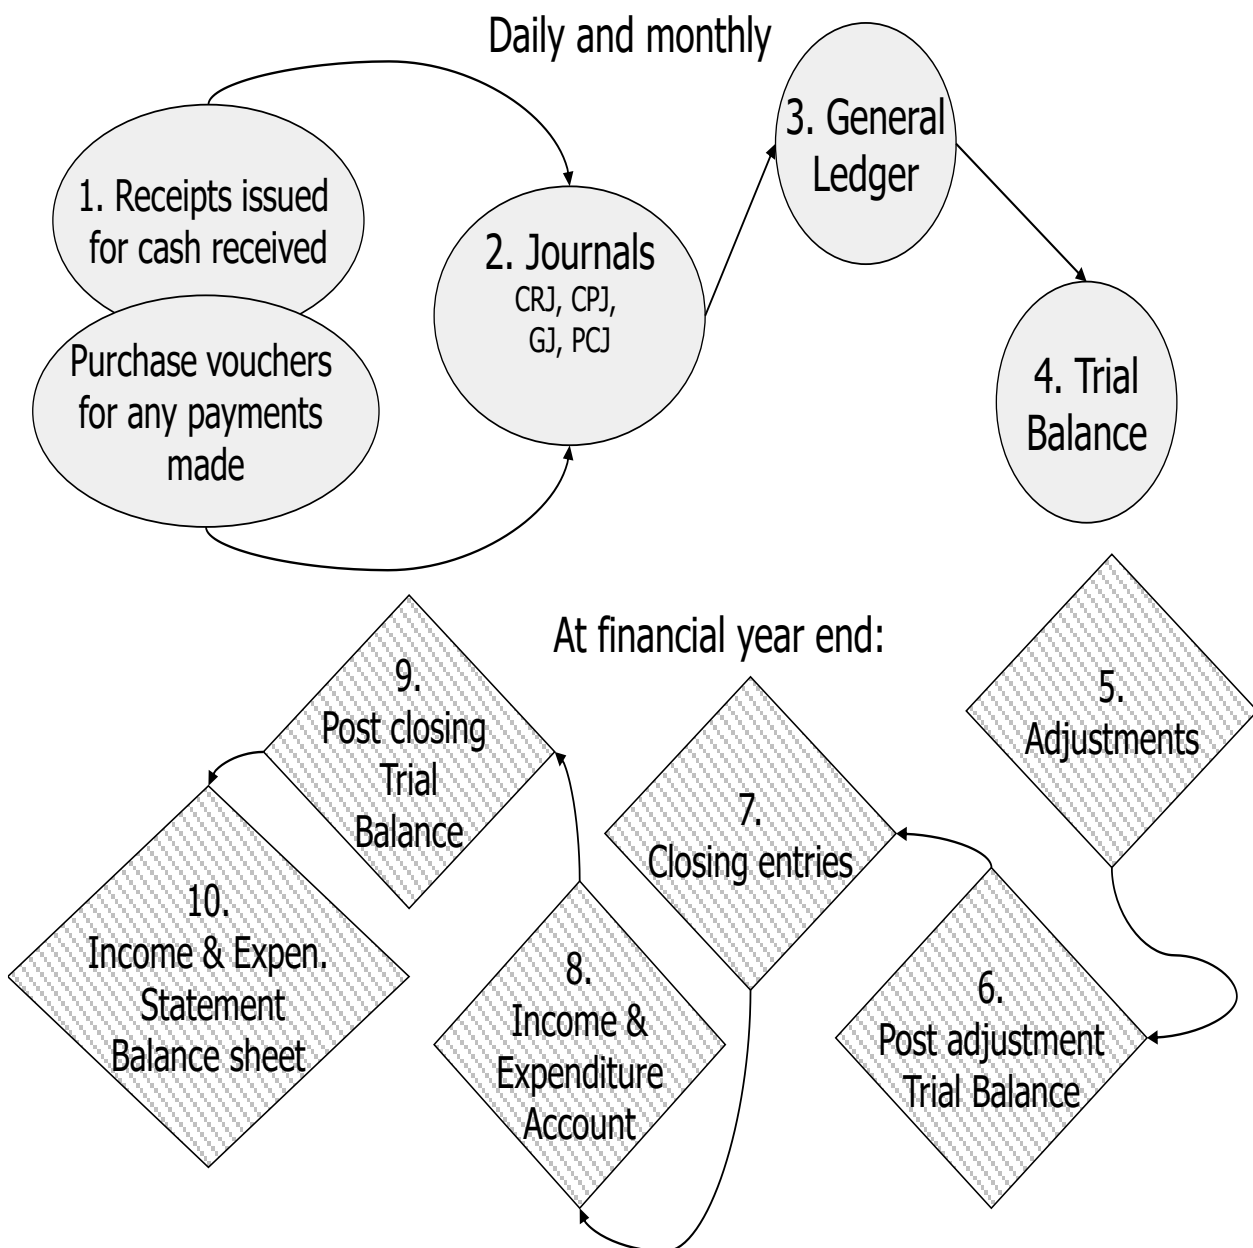 Daily and monthly
1. Receipts issued
for cash received
Purchase vouchers
for any payments
made
2. Journals
CRJ, CPJ,
GJ, PCJ
3. General
Ledger
4. Trial
Balance
At financial year end:
5.
Adjustments
6.
Post adjustment
Trial Balance
7.
Closing entries
8.
Income &
Expenditure
Account
9.
Post closing
Trial
Balance
10.
Income & Expen.
Statement
Balance sheet